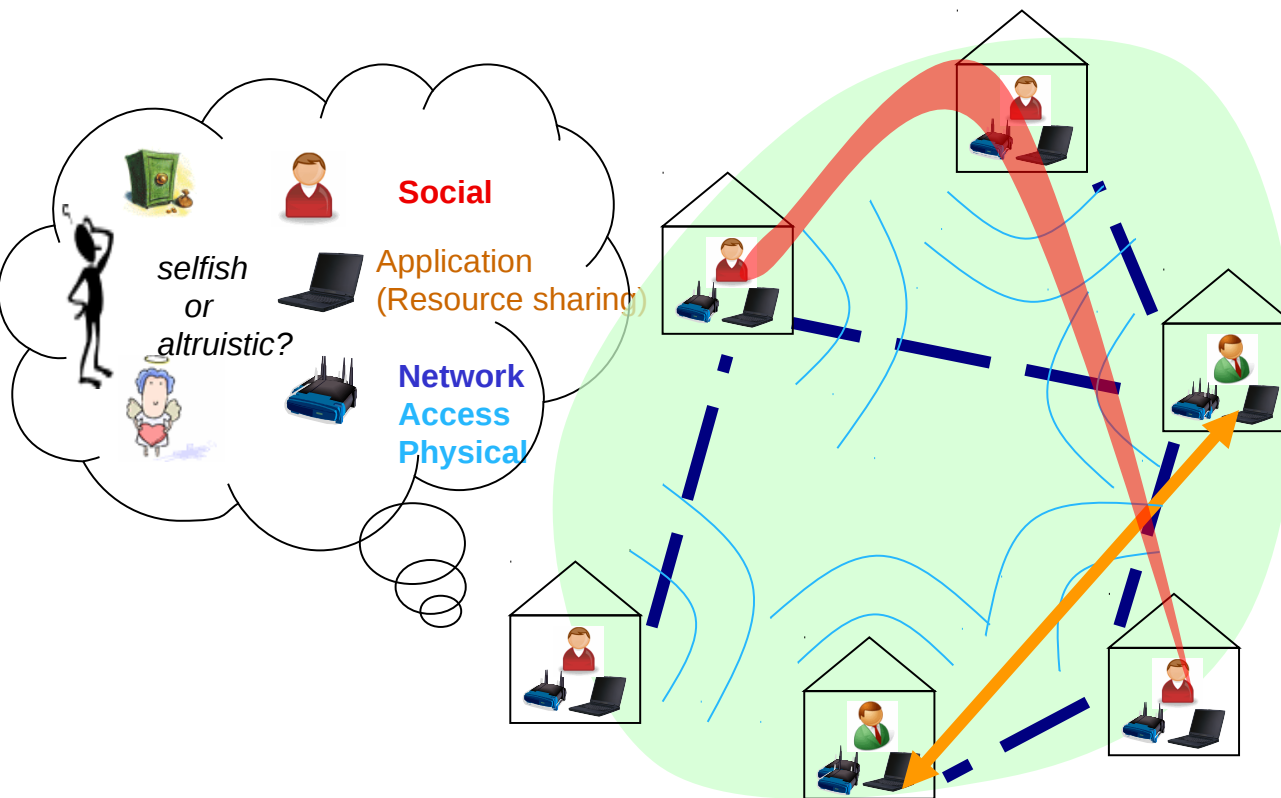 Social
selfish
or
altruistic?
Application
(Resource sharing)
Network
Access
Physical